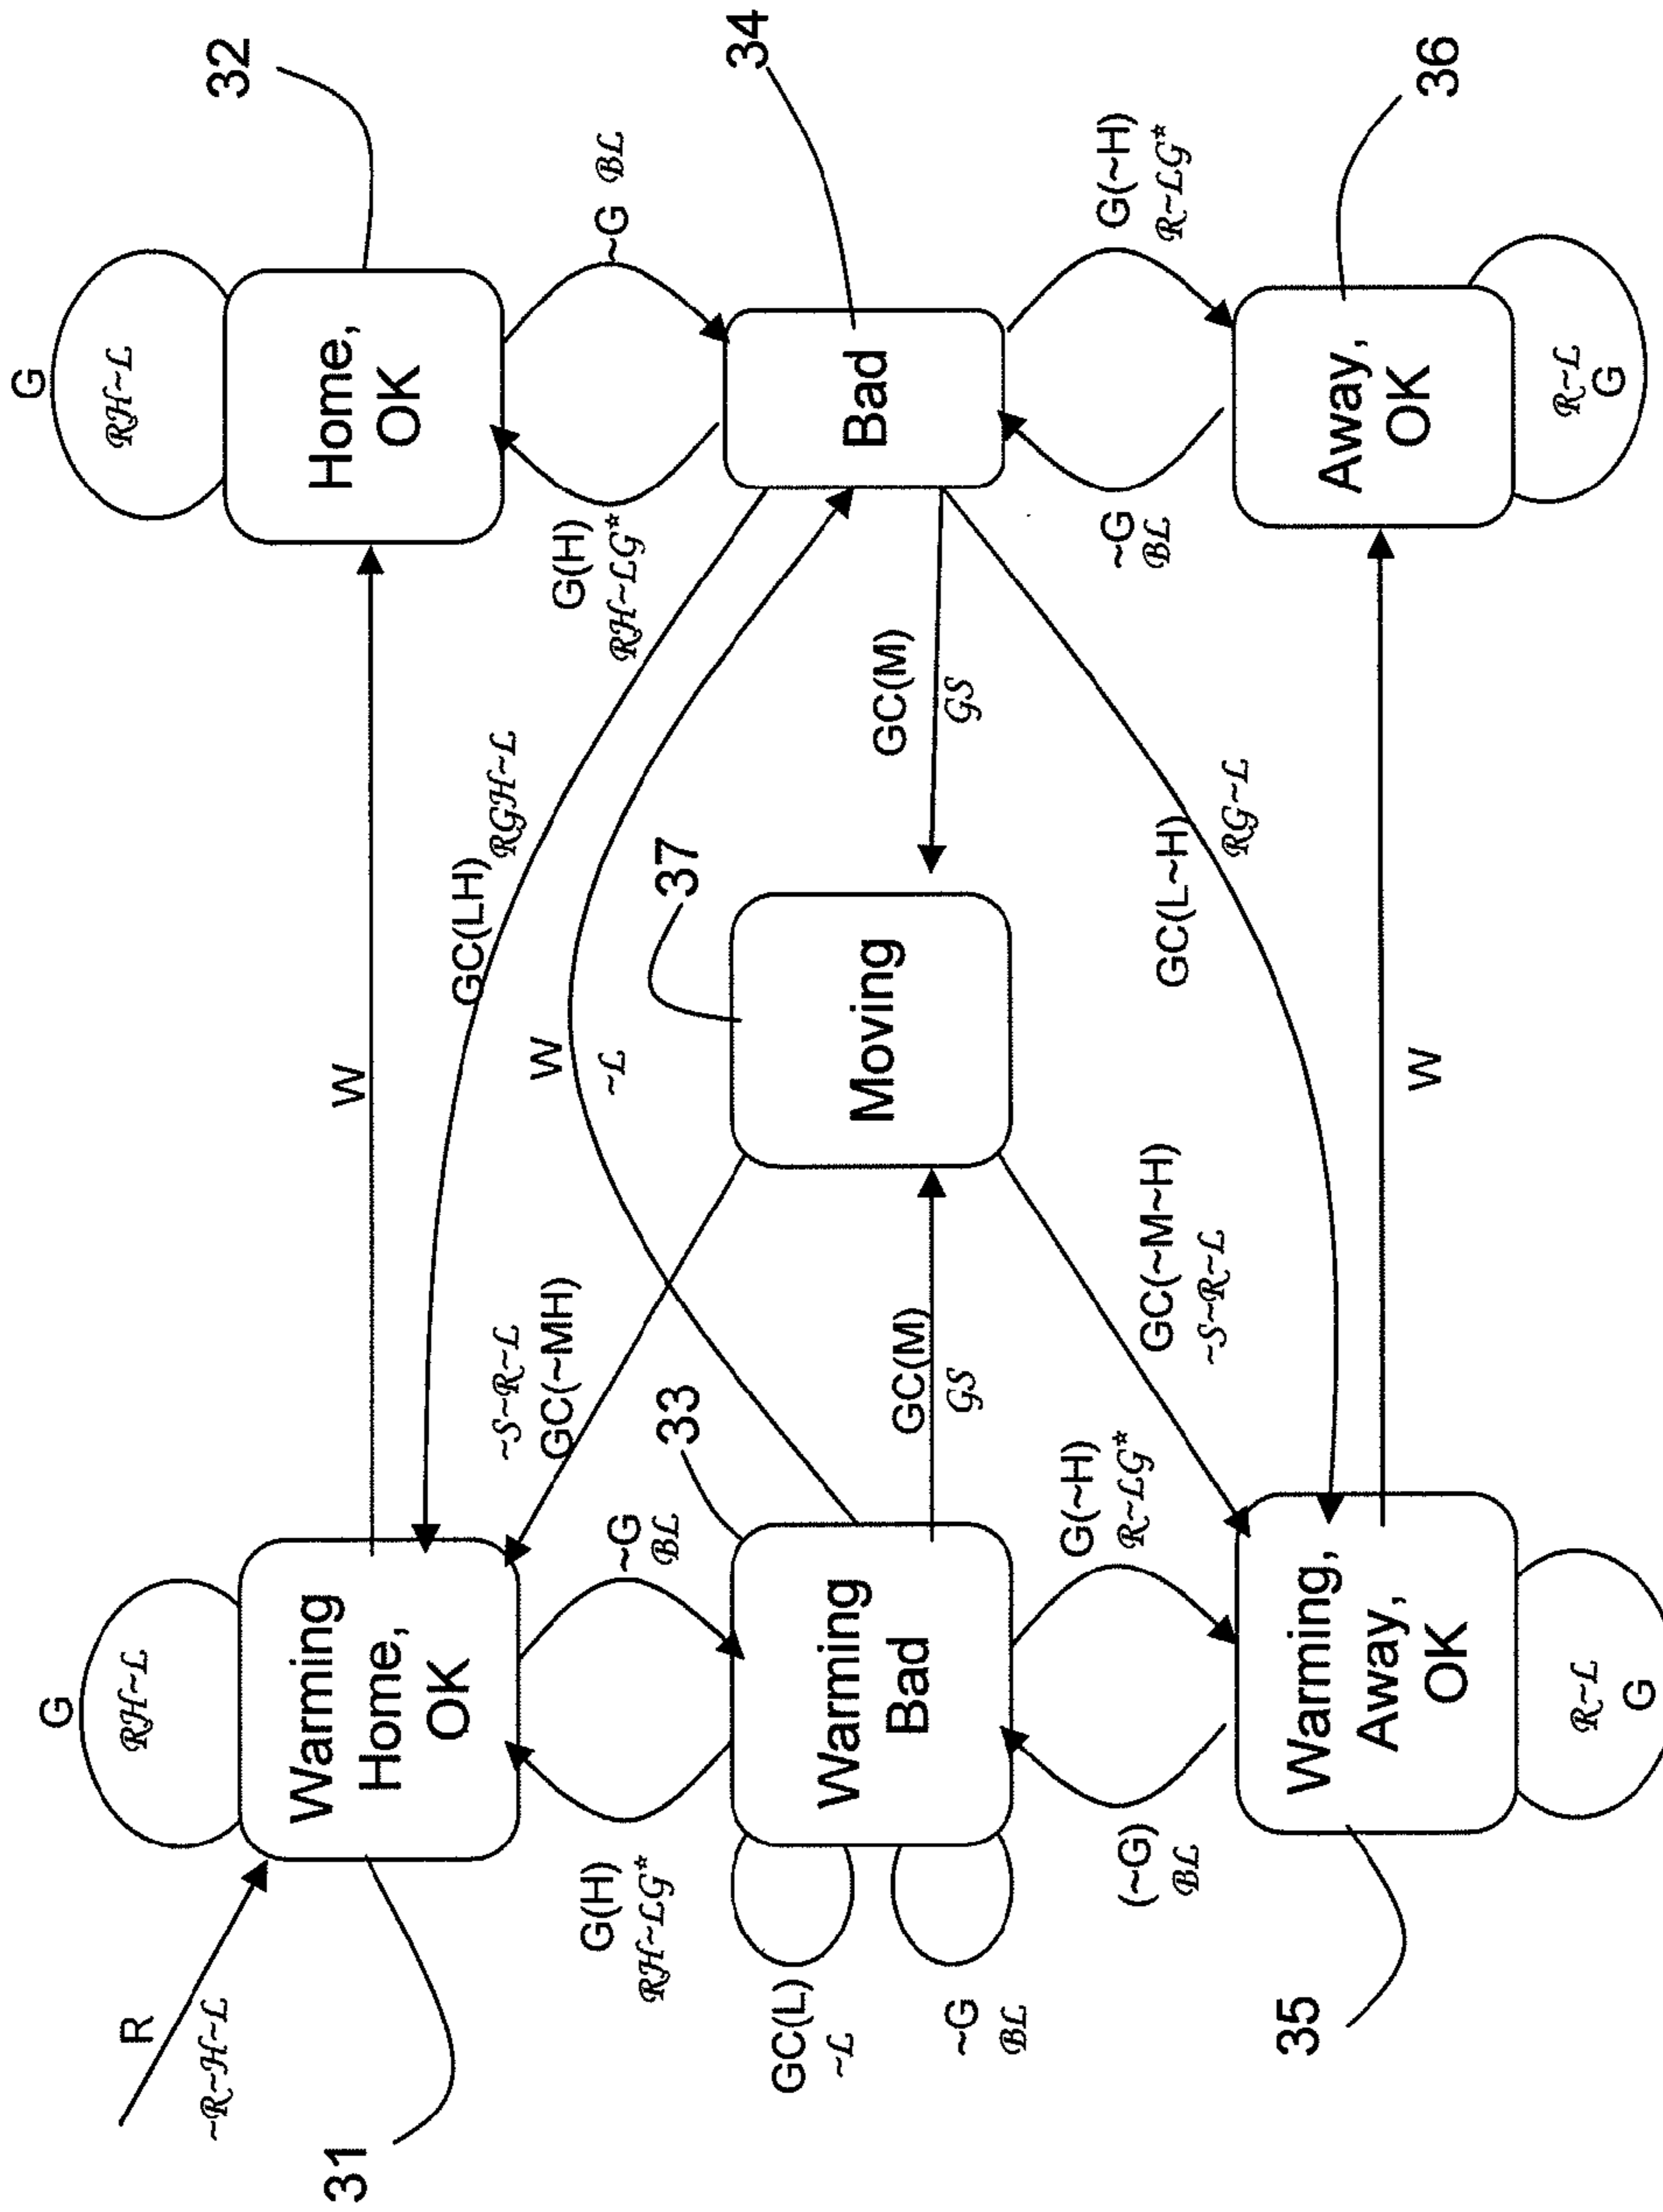 G
G
R
ℛℋ~ℒ
ℛℋ~ℒ
~ℛ~ℋ~ℒ
32
31
Warming
Home,
OK
W
Home,
OK
GC(LH)
ℛ𝒢ℋ~ℒ
~𝒮~ℛ~ℒ
GC(~MH)
W
~ℒ
G(H)
ℛℋ~ℒ𝒢*
~G
ℬℒ
G(H)
ℛℋ~ℒ𝒢*
~G ℬℒ
33
37
34
GC(L)
~ℒ
Warming
Bad
GC(M)
𝒢𝒮
Moving
GC(M)
𝒢𝒮
Bad
~G
ℬℒ
(~G)
ℬℒ
G(~H)
ℛ~ℒ𝒢*
GC(~M~H)
~𝒮~ℛ~ℒ
GC(L~H)
ℛ𝒢~ℒ
~G
ℬℒ
G(~H)
ℛ~ℒ𝒢*
35
Warming,
Away,
OK
W
Away,
OK
36
ℛ~ℒ
G
ℛ~ℒ
G